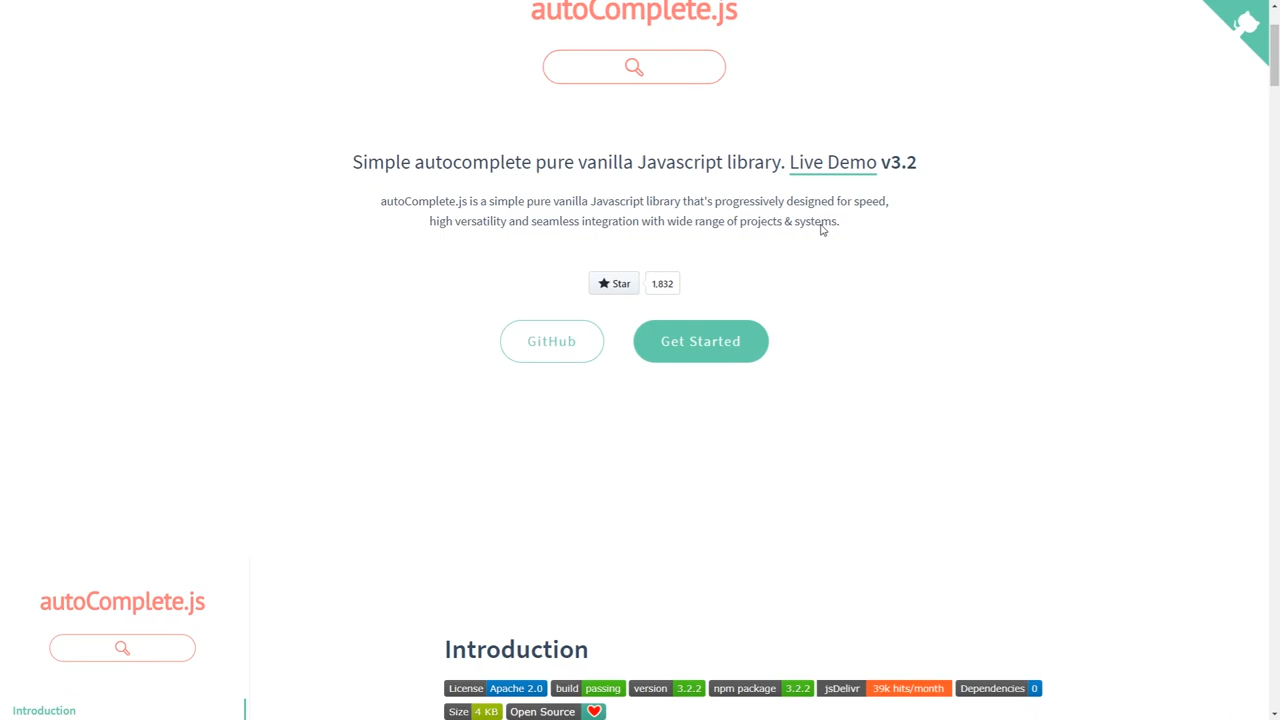 autoComplete.js
Simple autocomplete pure vanilla Javascript library. Live Demo v3.2
autoComplete.js is a simple pure vanilla Javascript library that's progressively designed for speed,
high versatility and seamless integration with wide range of projects & systems.
Star 1,832
GitHub Get Started
autoComplete.js
Introduction
Introduction
License Apache 2.0 build passing version 3.2.2 npm package 3.2.2 jsDelivr 39k hits/month Dependencies 0
Size 4 KB Open Source